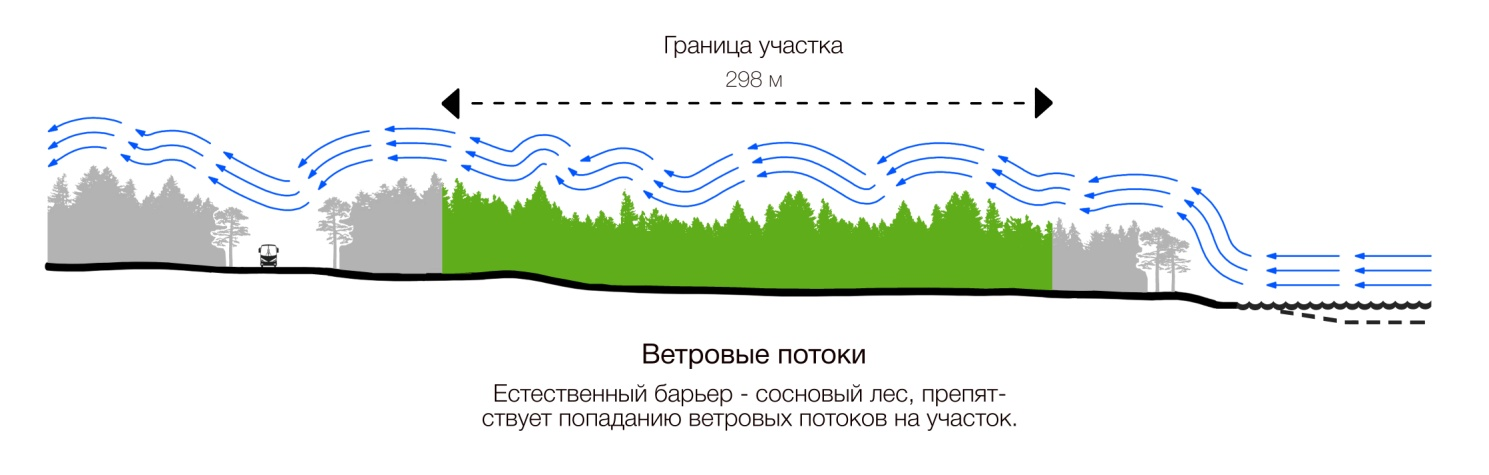 Граница участка
298 м
Ветровые потоки
Естественный барьер - сосновый лес, препят-
ствует попаданию ветровых потоков на участок.